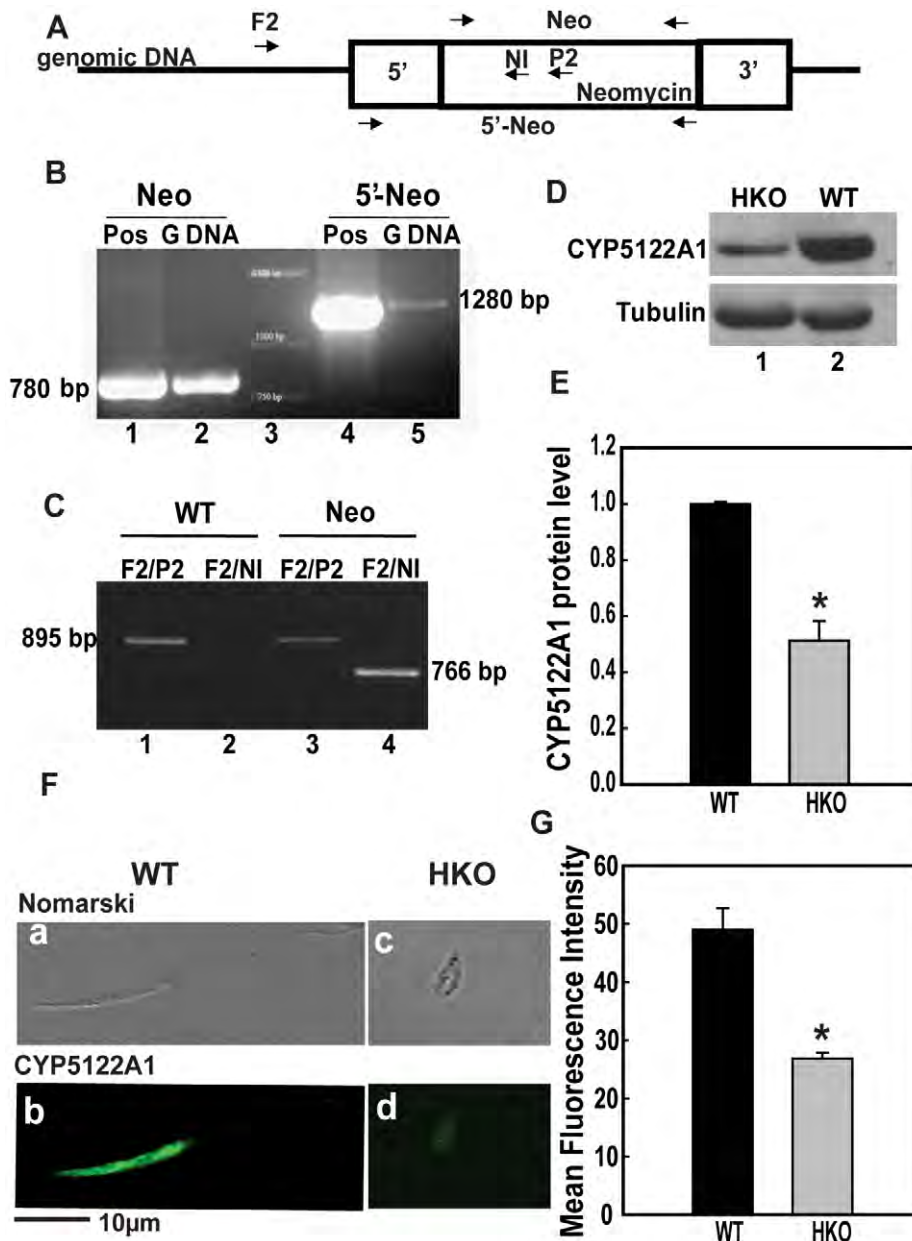 A
F2
Neo
genomic DNA
5’
NI
P2
3’
Neomycin
5’-Neo
B
Neo
5’-Neo
Pos G DNA
Pos G DNA
1000 bp
750 bp
780 bp
1280 bp
1 2 3 4 5
C
WT
Neo
F2/P2 F2/NI F2/P2 F2/NI
895 bp
766 bp
1 2 3 4
D
HKO WT
CYP5122A1
Tubulin
1 2
E
CYP5122A1 protein level
1.2
1.0
0.8
0.6
0.4
0.2
0.0
*
WT HKO
F
WT
HKO
Nomarski
a
c
CYP5122A1
b
d
10µm
G
Mean Fluorescence Intensity
60
50
40
30
20
10
0
*
WT HKO